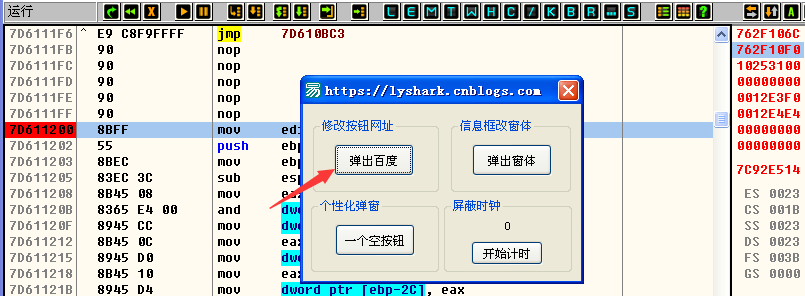 运行 L E M T W H C / K B R ... S ?
7D6111F6 ^ E9 C8F9FFFF jmp 7D610BC3
7D6111FB 90 nop
7D6111FC 90 nop
7D6111FD 90 nop
7D6111FE 90 nop
7D6111FF 90 nop
7D611200 8BFF mov edi
7D611202 55 push ebp
7D611203 8BEC mov ebp
7D611205 83EC 3C sub esp
7D611208 8B45 08 mov eax
7D61120B 8365 E4 00 and dwo
7D61120F 8945 CC mov dwo
7D611212 8B45 0C mov eax
7D611215 8945 D0 mov dwo
7D611218 8B45 10 mov eax
7D61121B 8945 D4 mov dword ptr [ebp-2C], eax
https://lyshark.cnblogs.com
修改按钮网址
弹出百度
信息框改窗体
弹出窗体
个性化弹窗
一个空按钮
屏蔽时钟
0
开始计时
762F106C
762F10F0
10253100
00000000
0012E3F0
0012E4E4
00000000
00000000
7C92E514
ES 0023
CS 001B
SS 0023
DS 0023
FS 003B
GS 0000